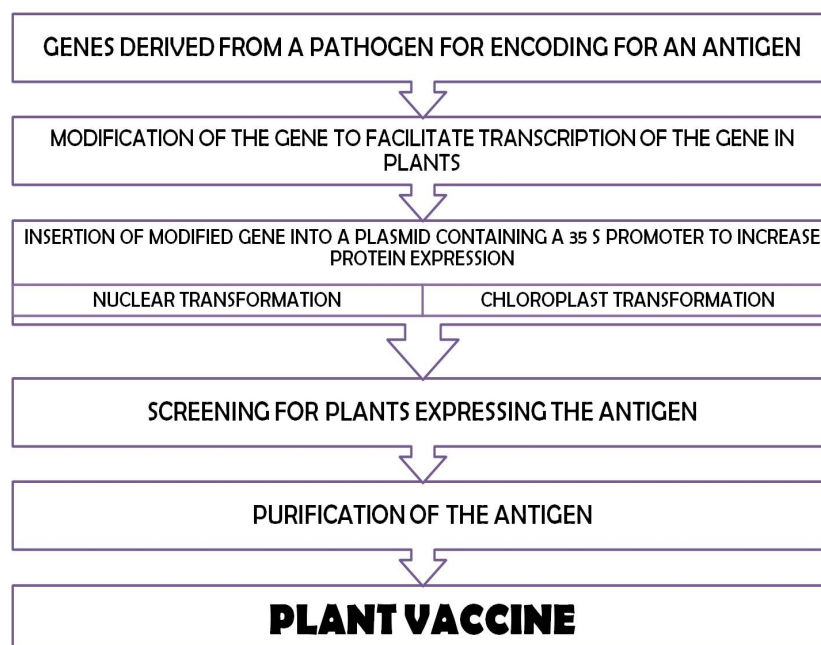 GENES DERIVED FROM A PATHOGEN FOR ENCODING FOR AN ANTIGEN
MODIFICATION OF THE GENE TO FACILITATE TRANSCRIPTION OF THE GENE IN
PLANTS
INSERTION OF MODIFIED GENE INTO A PLASMID CONTAINING A 35 S PROMOTER TO INCREASE
PROTEIN EXPRESSION
NUCLEAR TRANSFORMATION
CHLOROPLAST TRANSFORMATION
SCREENING FOR PLANTS EXPRESSING THE ANTIGEN
PURIFICATION OF THE ANTIGEN
PLANT VACCINE